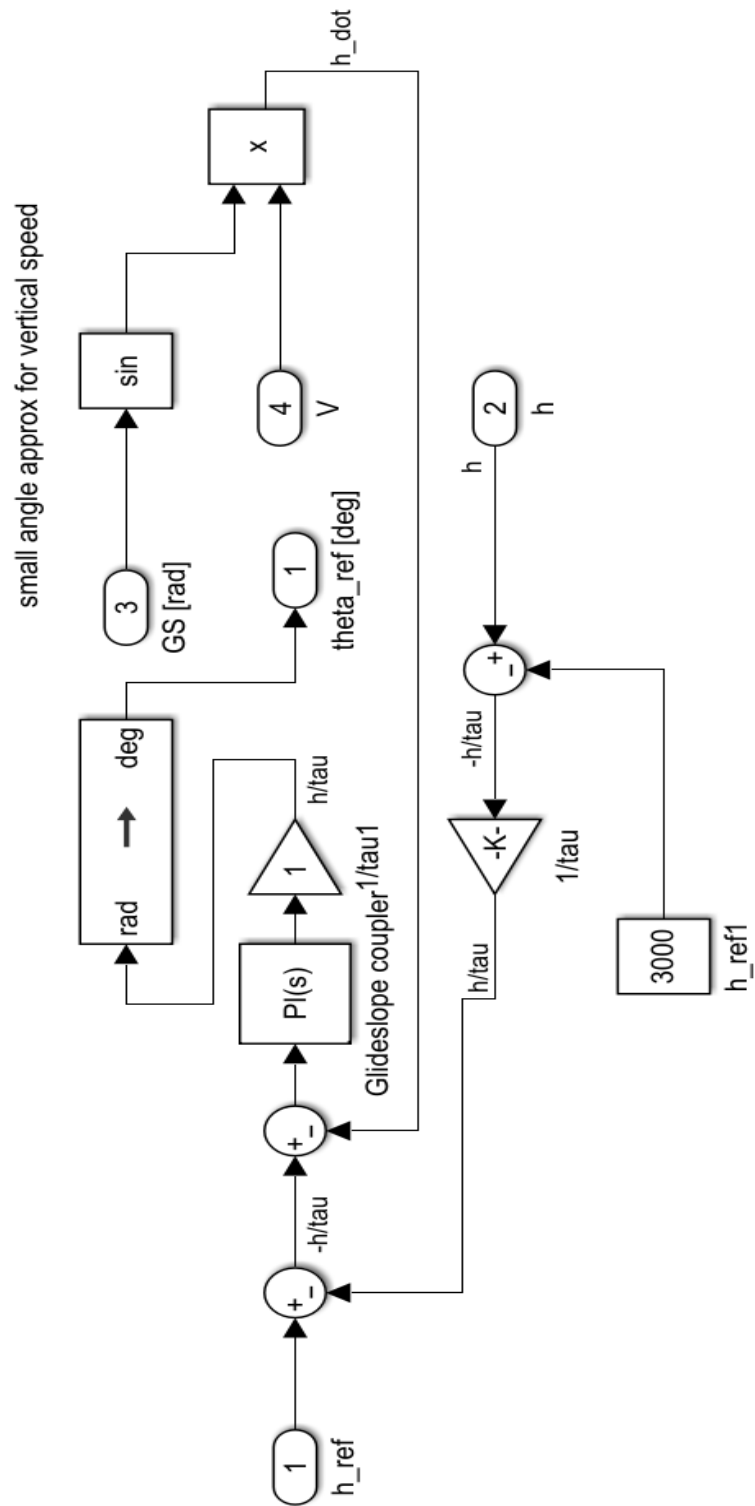 small angle approx for vertical speed
3
GS [rad]
sin
x
h_dot
4
V
rad
deg
1
theta_ref [deg]
1
h_ref
+
−
-h/tau
+
−
PI(s)
Glideslope coupler
1
1/tau1
h/tau
h/tau
-K-
1/tau
-h/tau
+
−
h
2
h
3000
h_ref1